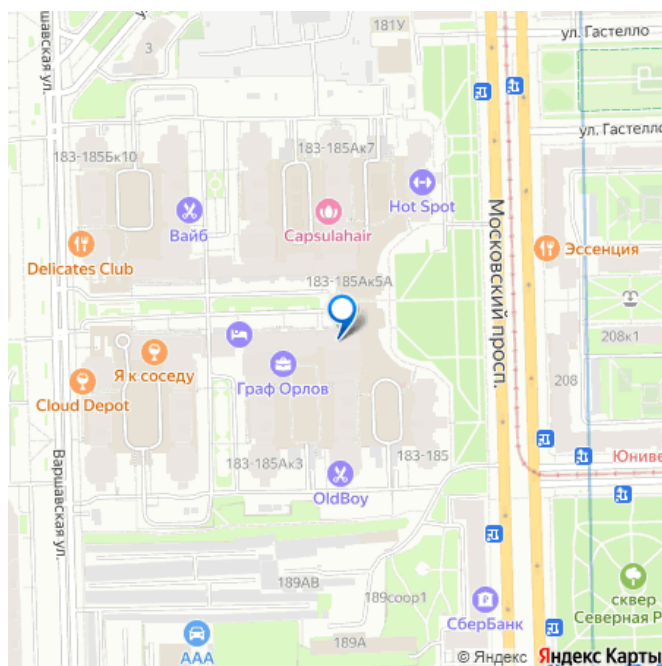 181У
ул. Гастелло
Варшавская ул.
3
ул. Гастелло
183-185Бк10
183-185Ак7
Вайб
Capsulahair
Hot Spot
Московский просп.
Эссенция
Delicates Club
183-185Ак5А
208к1
Я к соседу
Граф Орлов
208
Cloud Depot
183-185Ак3
183-185
Юниве
OldBoy
Варшавская ул.
189АВ
189соор1
СберБанк
сквер
Северная Р
189А
ААА
© Яндекс Яндекс Карты